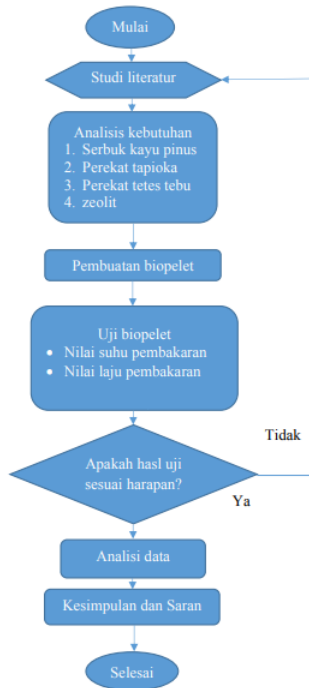 Mulai
Studi literatur
Analisis kebutuhan
1. Serbuk kayu pinus
2. Perekat tapioka
3. Perekat tetes tebu
4. zeolit
Pembuatan biopelet
Uji biopelet
• Nilai suhu pembakaran
• Nilai laju pembakaran
Apakah hasl uji
sesuai harapan?
Tidak
Ya
Analisi data
Kesimpulan dan Saran
Selesai